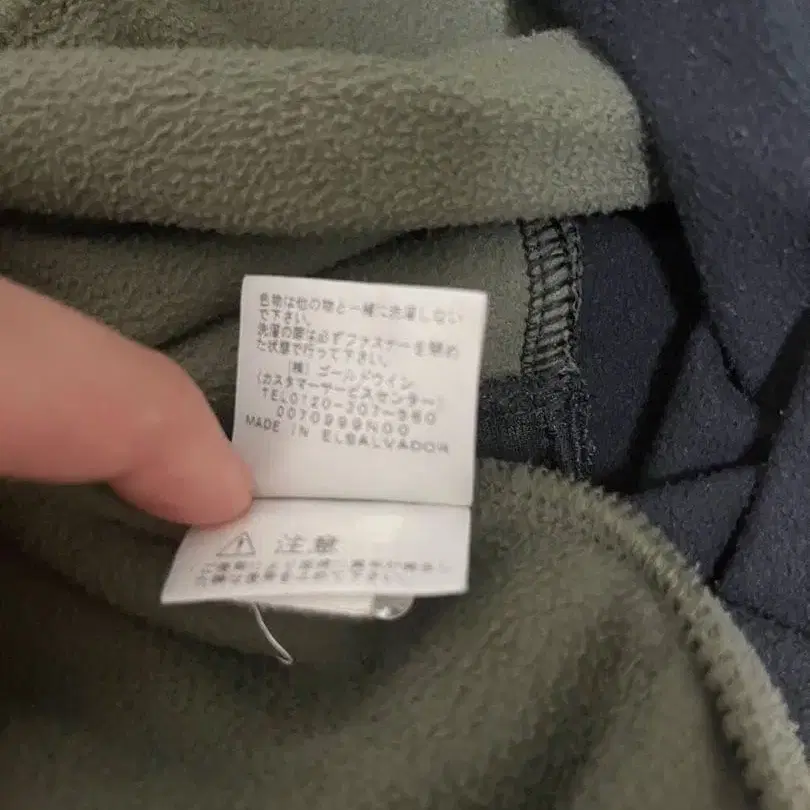 色物は他の物と一緒に洗濯しない
で下さい。
洗濯の際は必ずファスナーを閉め
た状態で行って下さい。
(株) ゴールドウイン
(カスタマーサービスセンター)
TEL0120-307-560
0070999N00
MADE IN ELSALVADOR
⚠ 注意